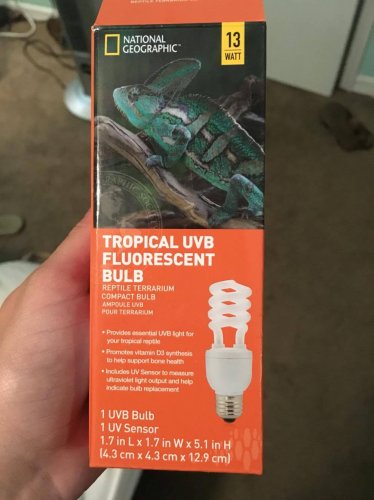 REPTILE TERRARIUM
NATIONAL
GEOGRAPHIC™
13
WATT
TROPICAL UVB
FLUORESCENT
BULB
REPTILE TERRARIUM
COMPACT BULB
AMPOULE UVB
POUR TERRARIUM
• Provides essential UVB light for
your tropical reptile
• Promotes vitamin D3 synthesis
to help support bone health
• Includes UV Sensor to measure
ultraviolet light output and help
indicate bulb replacement
1 UVB Bulb
1 UV Sensor
1.7 in L x 1.7 in W x 5.1 in H
(4.3 cm x 4.3 cm x 12.9 cm)